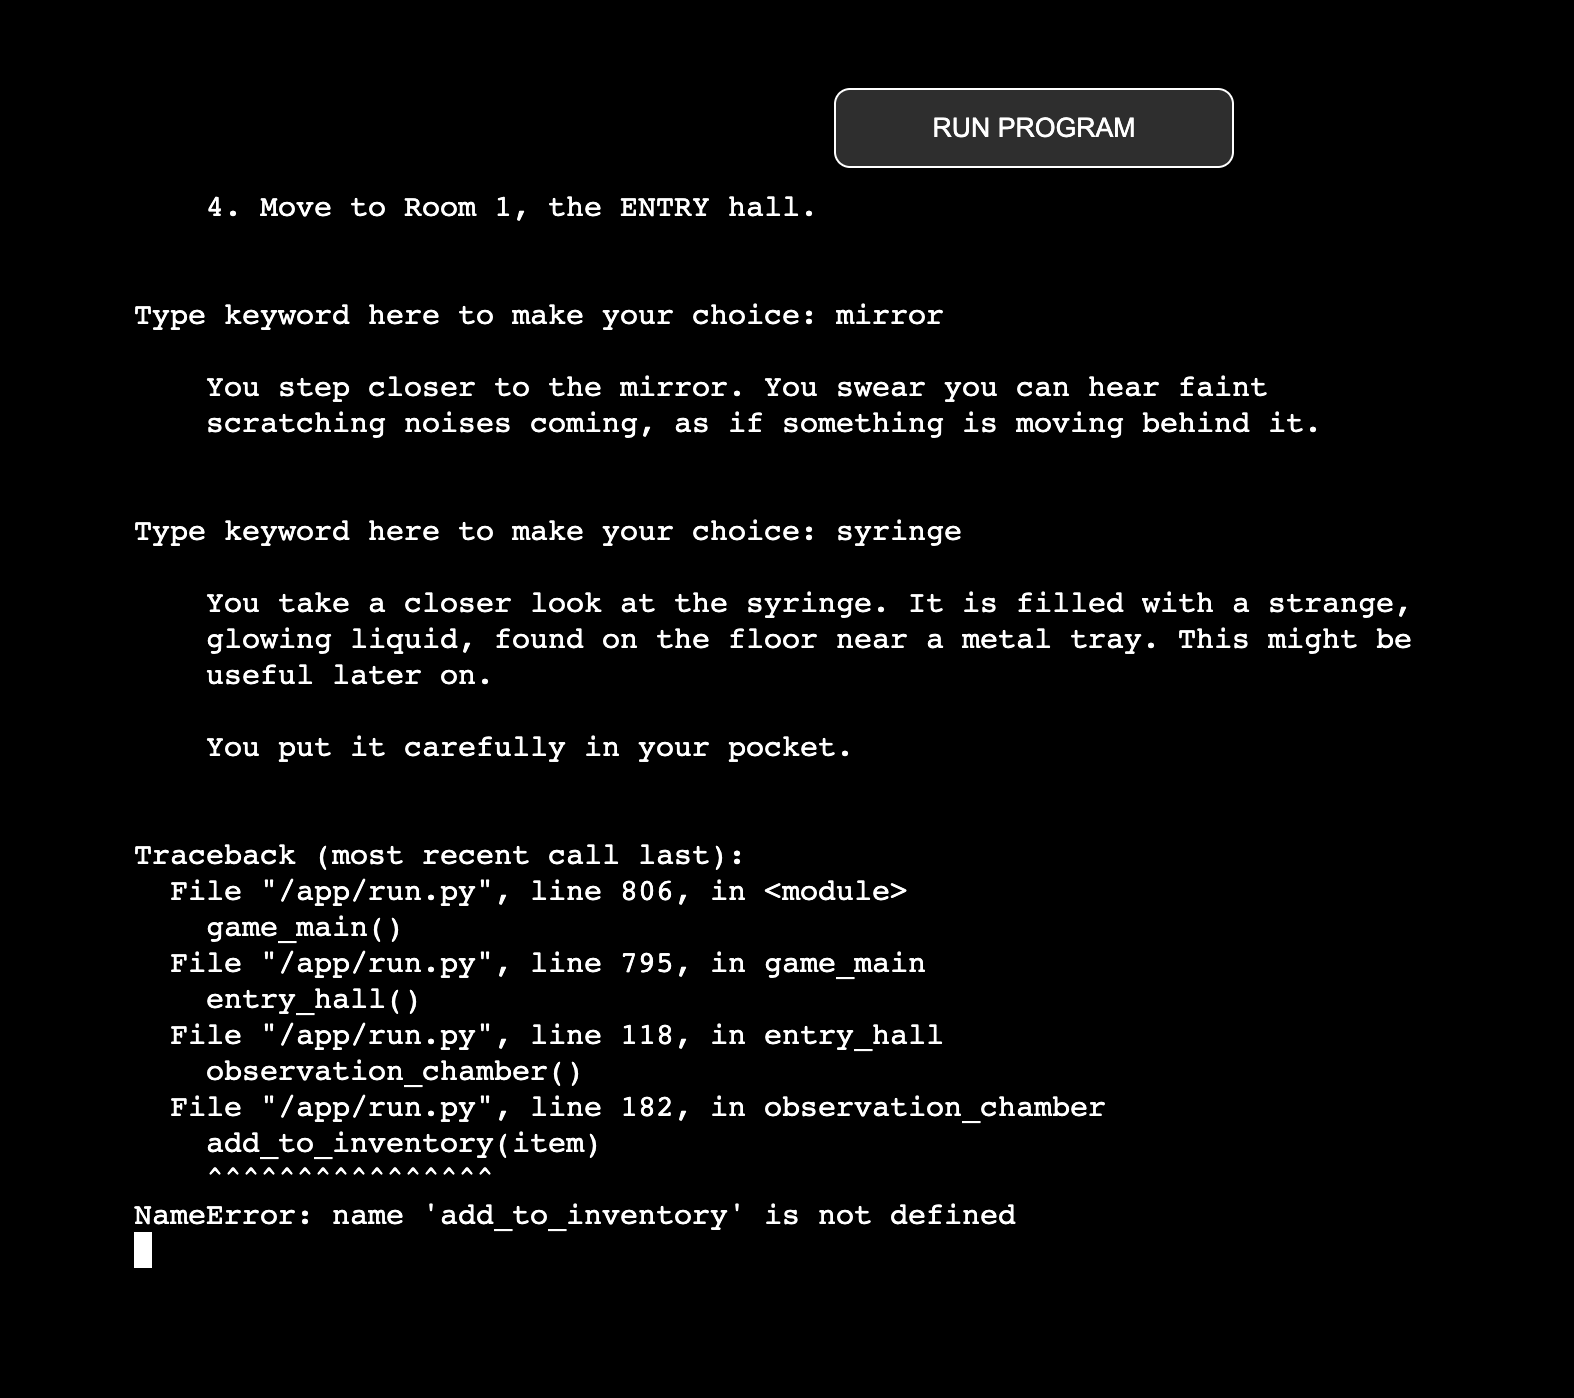 RUN PROGRAM
4. Move to Room 1, the ENTRY hall.
Type keyword here to make your choice: mirror
You step closer to the mirror. You swear you can hear faint
scratching noises coming, as if something is moving behind it.
Type keyword here to make your choice: syringe
You take a closer look at the syringe. It is filled with a strange,
glowing liquid, found on the floor near a metal tray. This might be
useful later on.
You put it carefully in your pocket.
Traceback (most recent call last):
  File "/app/run.py", line 806, in <module>
    game_main()
  File "/app/run.py", line 795, in game_main
    entry_hall()
  File "/app/run.py", line 118, in entry_hall
    observation_chamber()
  File "/app/run.py", line 182, in observation_chamber
    add_to_inventory(item)
    ^^^^^^^^^^^^^^^^
NameError: name 'add_to_inventory' is not defined